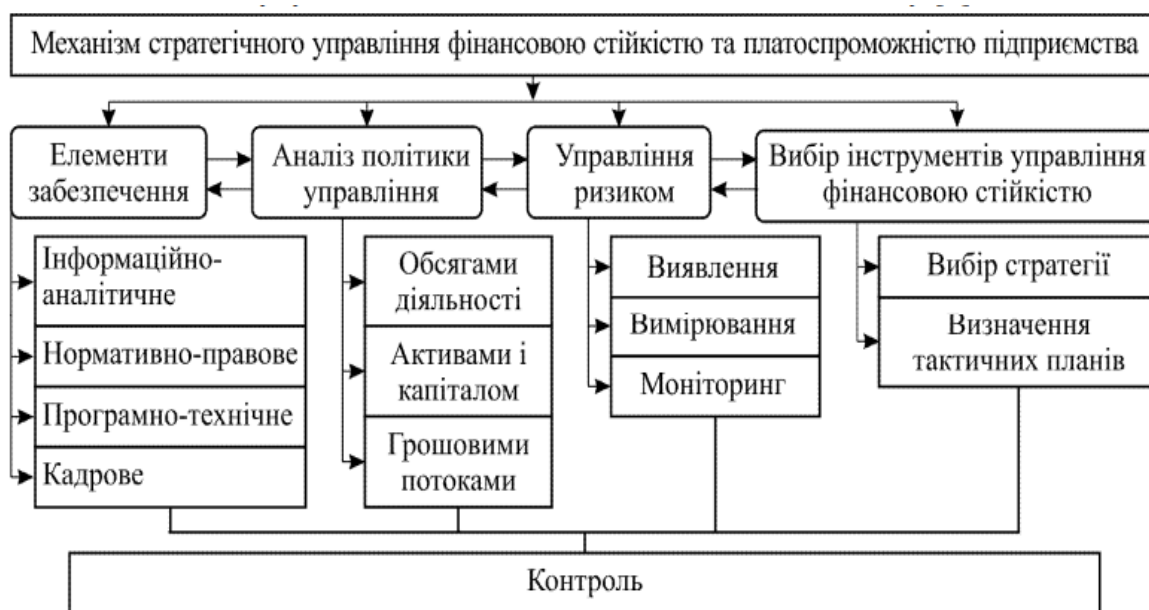 Механізм стратегічного управління фінансовою стійкістю та платоспроможністю підприємства
Елементи
забезпечення
Аналіз політики
управління
Управління
ризиком
Вибір інструментів управління
фінансовою стійкістю
Інформаційно-
аналітичне
Нормативно-правове
Програмно-технічне
Кадрове
Обсягами
діяльності
Активами і
капіталом
Грошовими
потоками
Виявлення
Вимірювання
Моніторинг
Вибір стратегії
Визначення
тактичних планів
Контроль